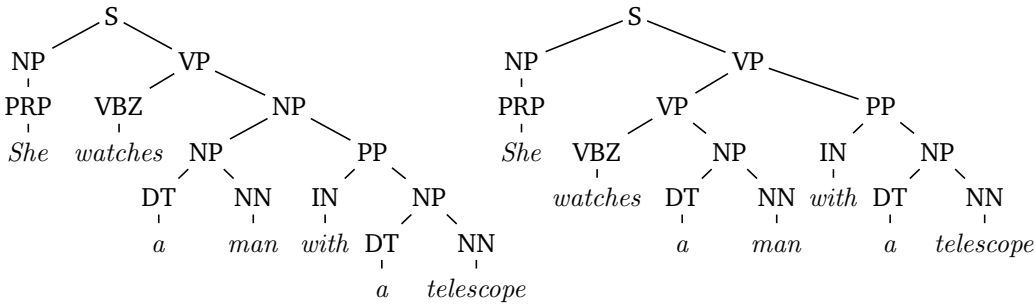 S S
NP VP NP VP
PRP VBZ NP PRP VP PP
She watches NP PP She VBZ NP IN NP
DT NN IN NP watches DT NN with DT NN
a man with DT NN a man a telescope
a telescope